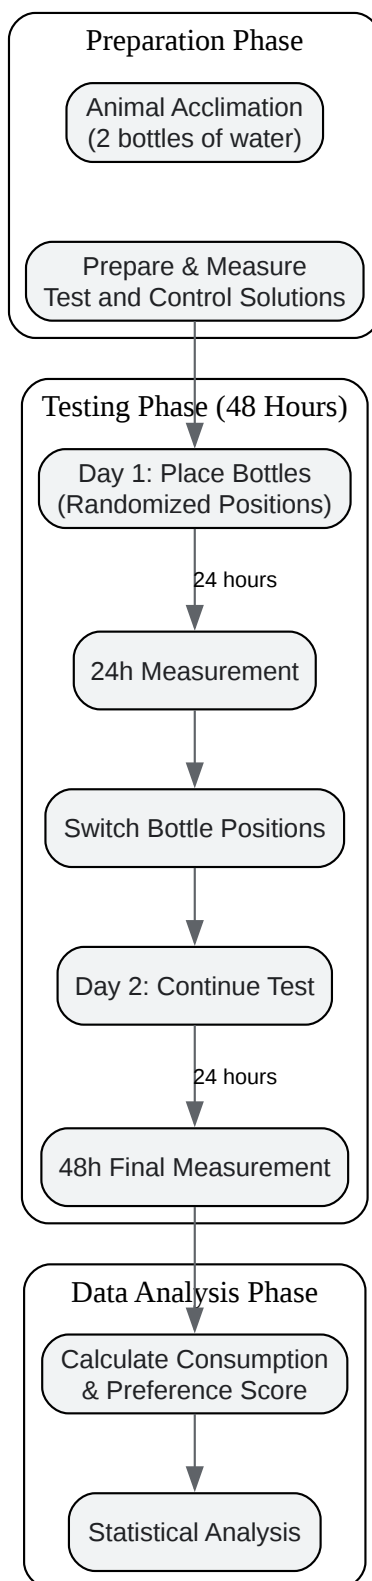 Preparation Phase
Animal Acclimation
(2 bottles of water)
Prepare & Measure
Test and Control Solutions
Testing Phase (48 Hours)
Day 1: Place Bottles
(Randomized Positions)
24 hours
24h Measurement
Switch Bottle Positions
Day 2: Continue Test
24 hours
48h Final Measurement
Data Analysis Phase
Calculate Consumption
& Preference Score
Statistical Analysis